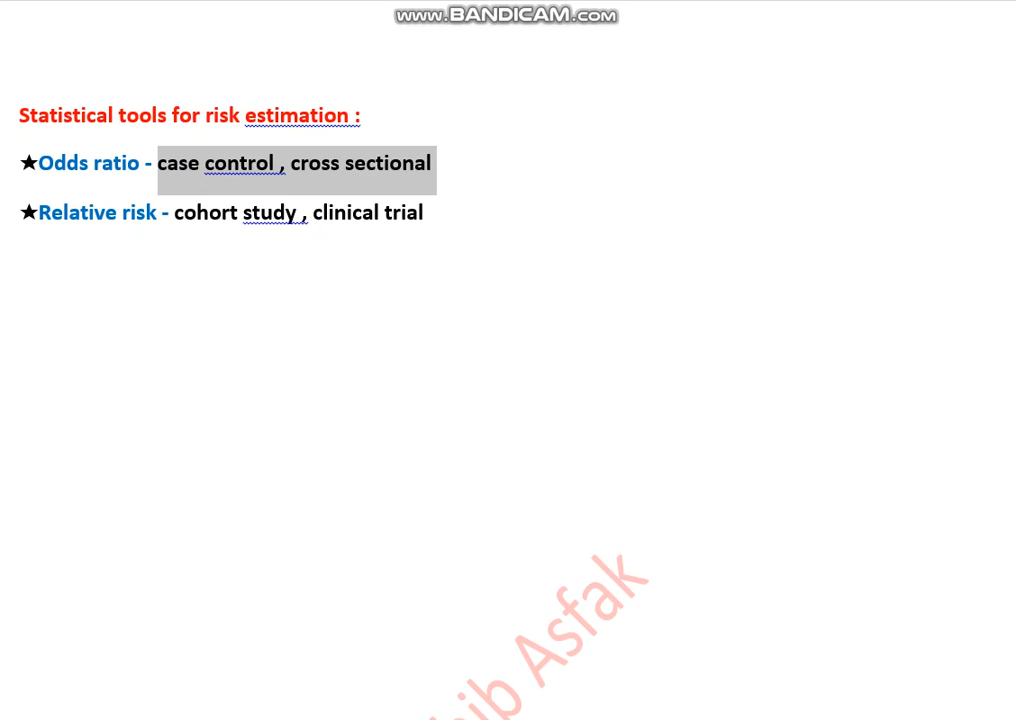 www.BANDICAM.com
Statistical tools for risk estimation :
★Odds ratio - case control , cross sectional
★Relative risk - cohort study , clinical trial
Asfak